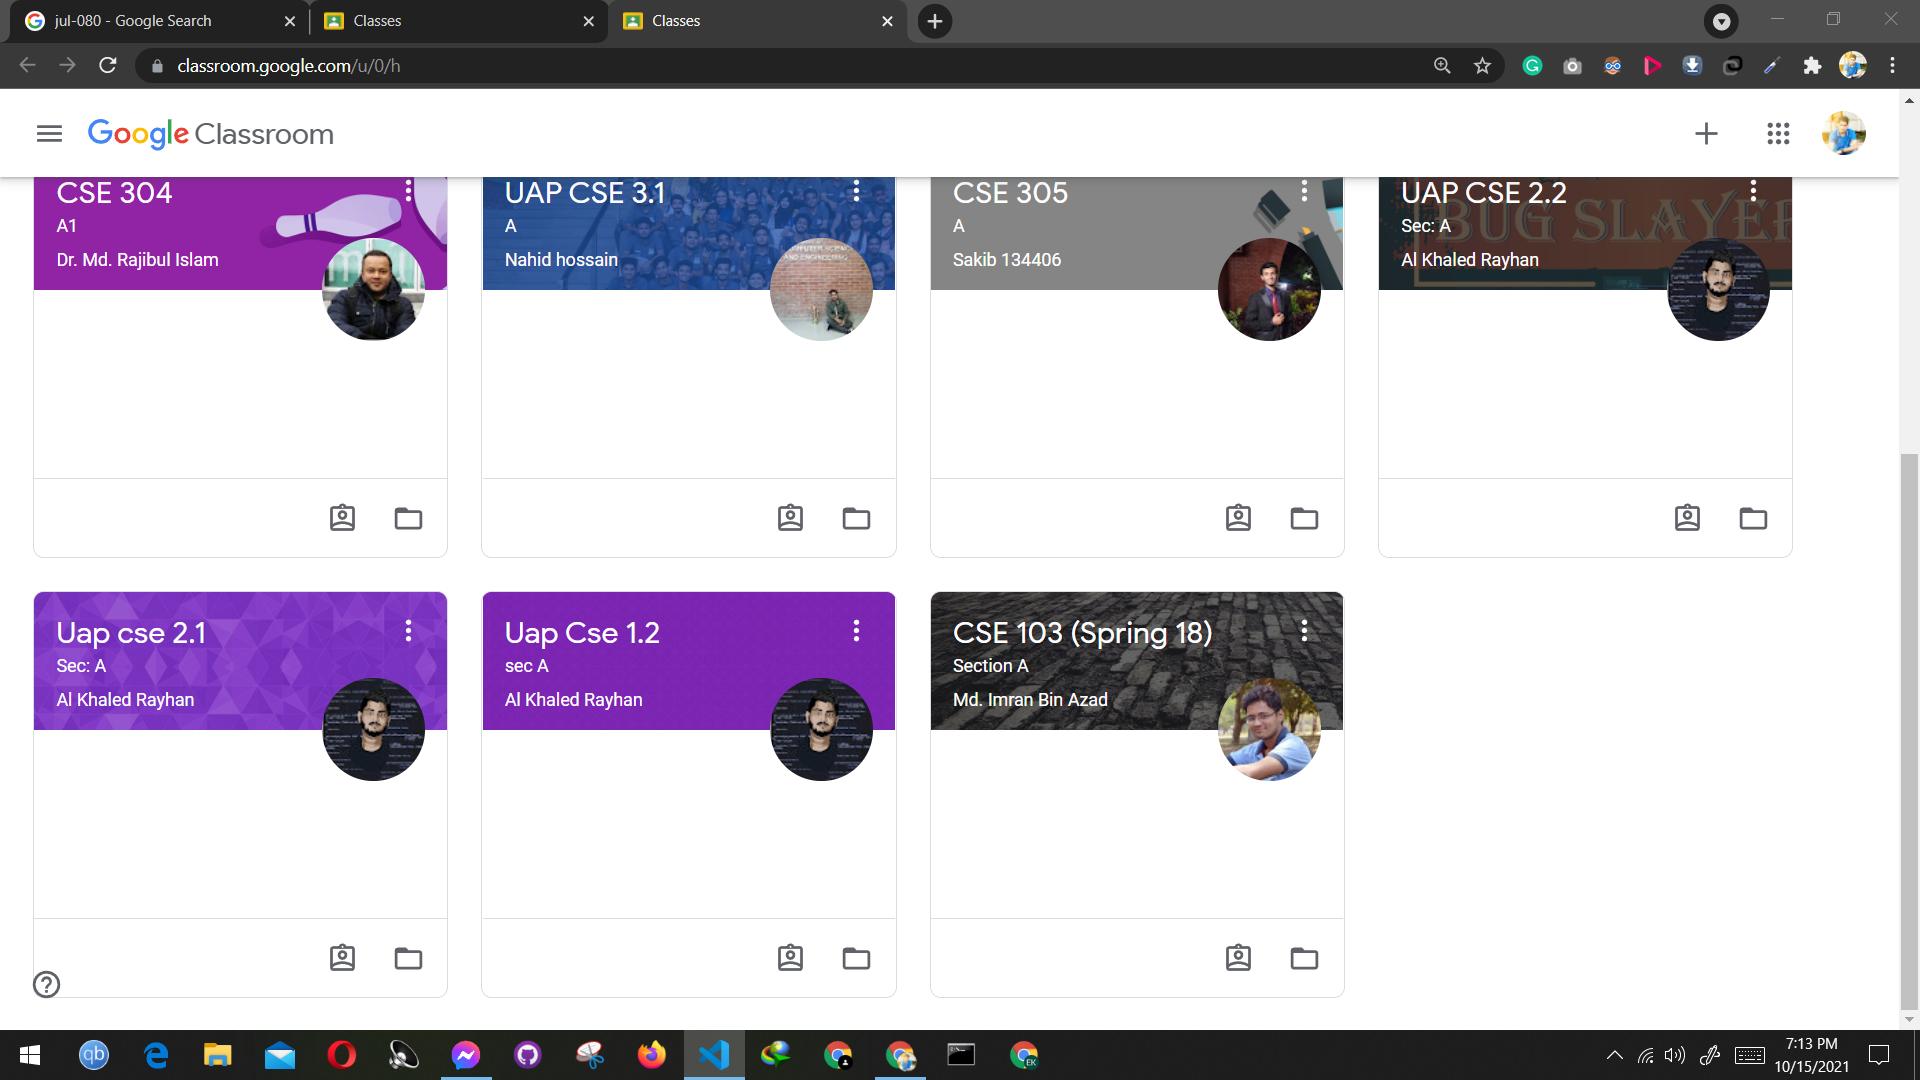 jul-080 - Google Search
Classes
Classes
classroom.google.com/u/0/h
Google Classroom
CSE 304
A1
Dr. Md. Rajibul Islam
UAP CSE 3.1
A
Nahid hossain
CSE 305
A
Sakib 134406
UAP CSE 2.2
Sec: A
Al Khaled Rayhan
BUG SLAYER
Uap cse 2.1
Sec: A
Al Khaled Rayhan
Uap Cse 1.2
sec A
Al Khaled Rayhan
CSE 103 (Spring 18)
Section A
Md. Imran Bin Azad
qb
EK
7:13 PM
10/15/2021